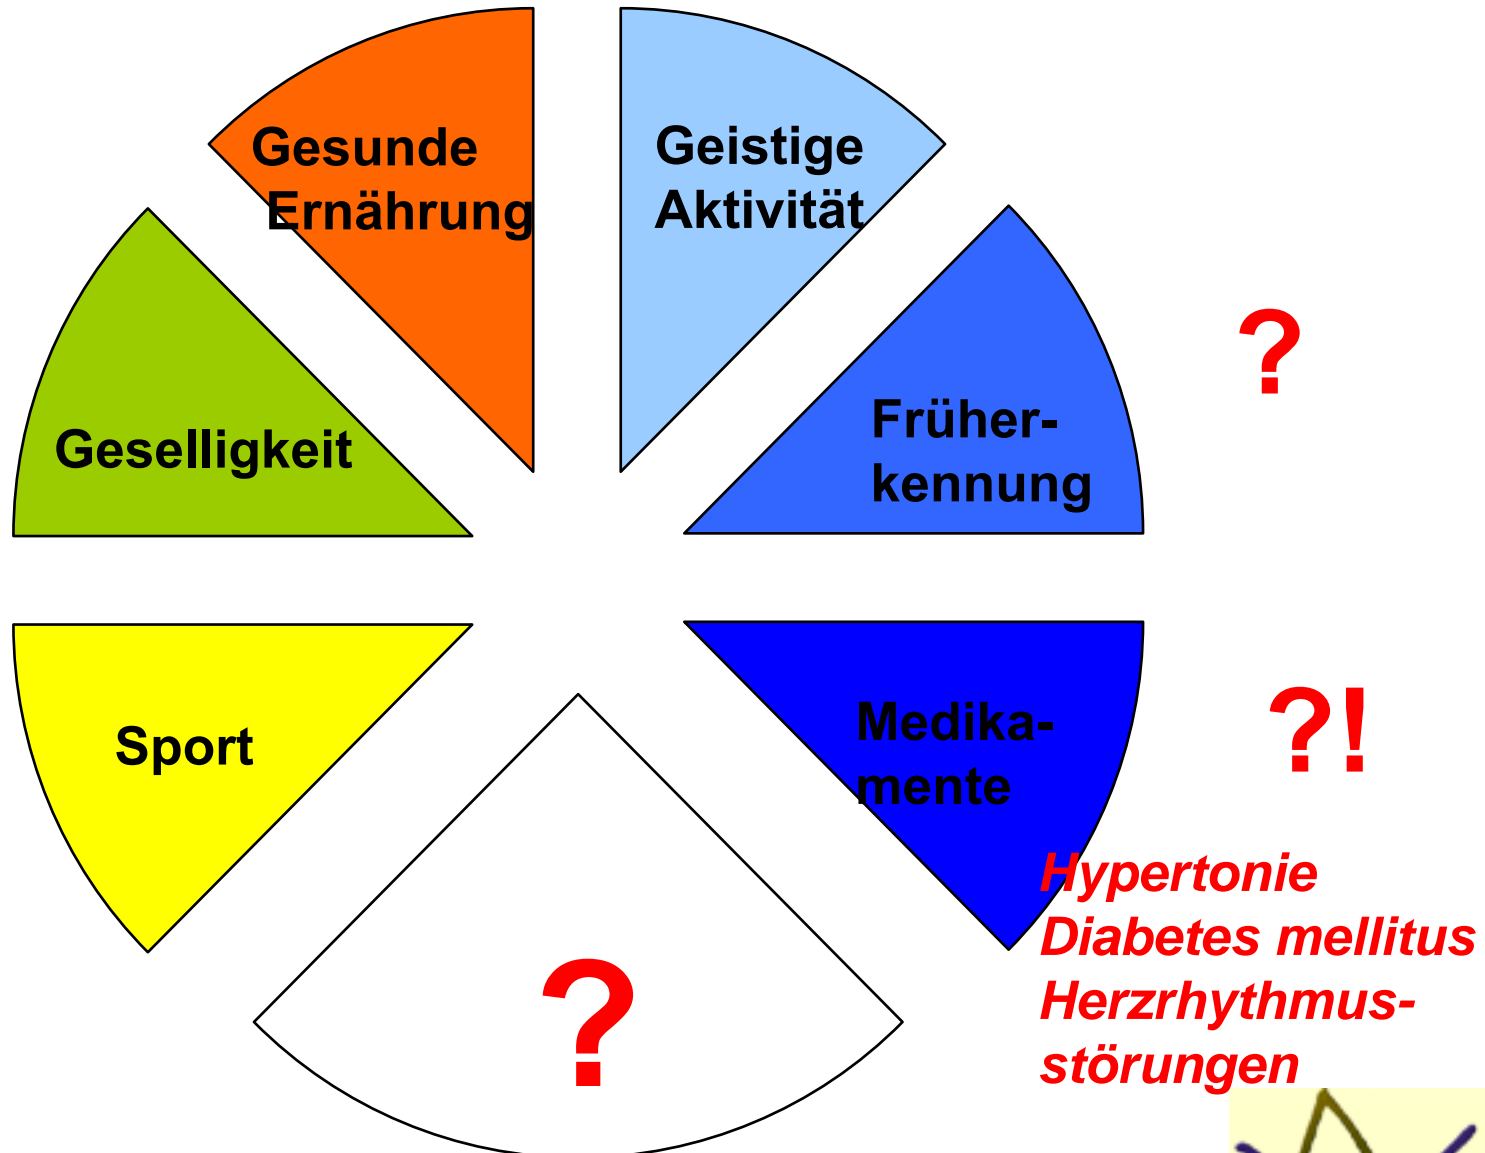 Gesunde
Ernährung
Geistige
Aktivität
Früher-
kennung
?
Geselligkeit
Sport
Medika-
mente
?!
?
Hypertonie
Diabetes mellitus
Herzrhythmus-
störungen